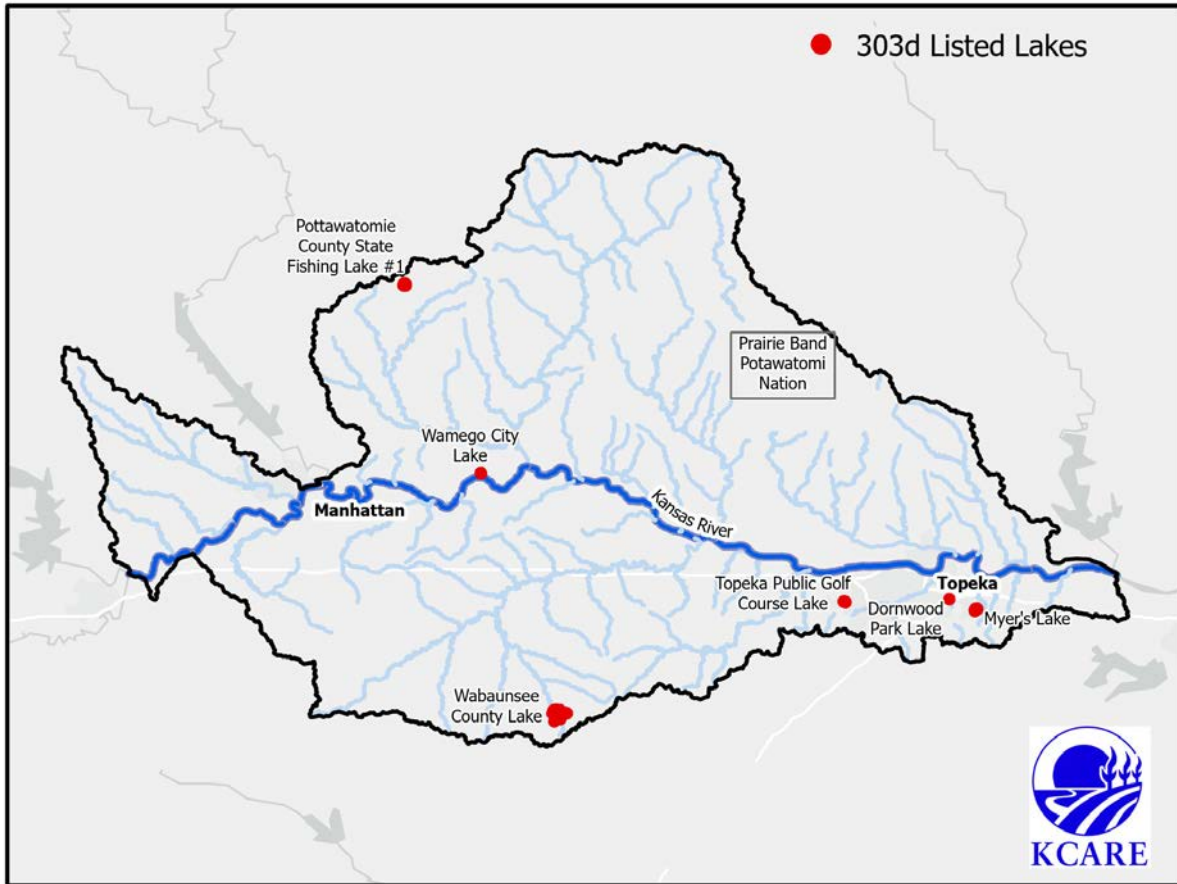 303d Listed Lakes
Pottawatomie
County State
Fishing Lake #1
Prairie Band
Potawatomi
Nation
Wamego City
Lake
Manhattan
Kansas River
Topeka Public Golf
Course Lake
Topeka
Dornwood
Park Lake
Myer's Lake
Wabaunsee
County Lake
KCARE